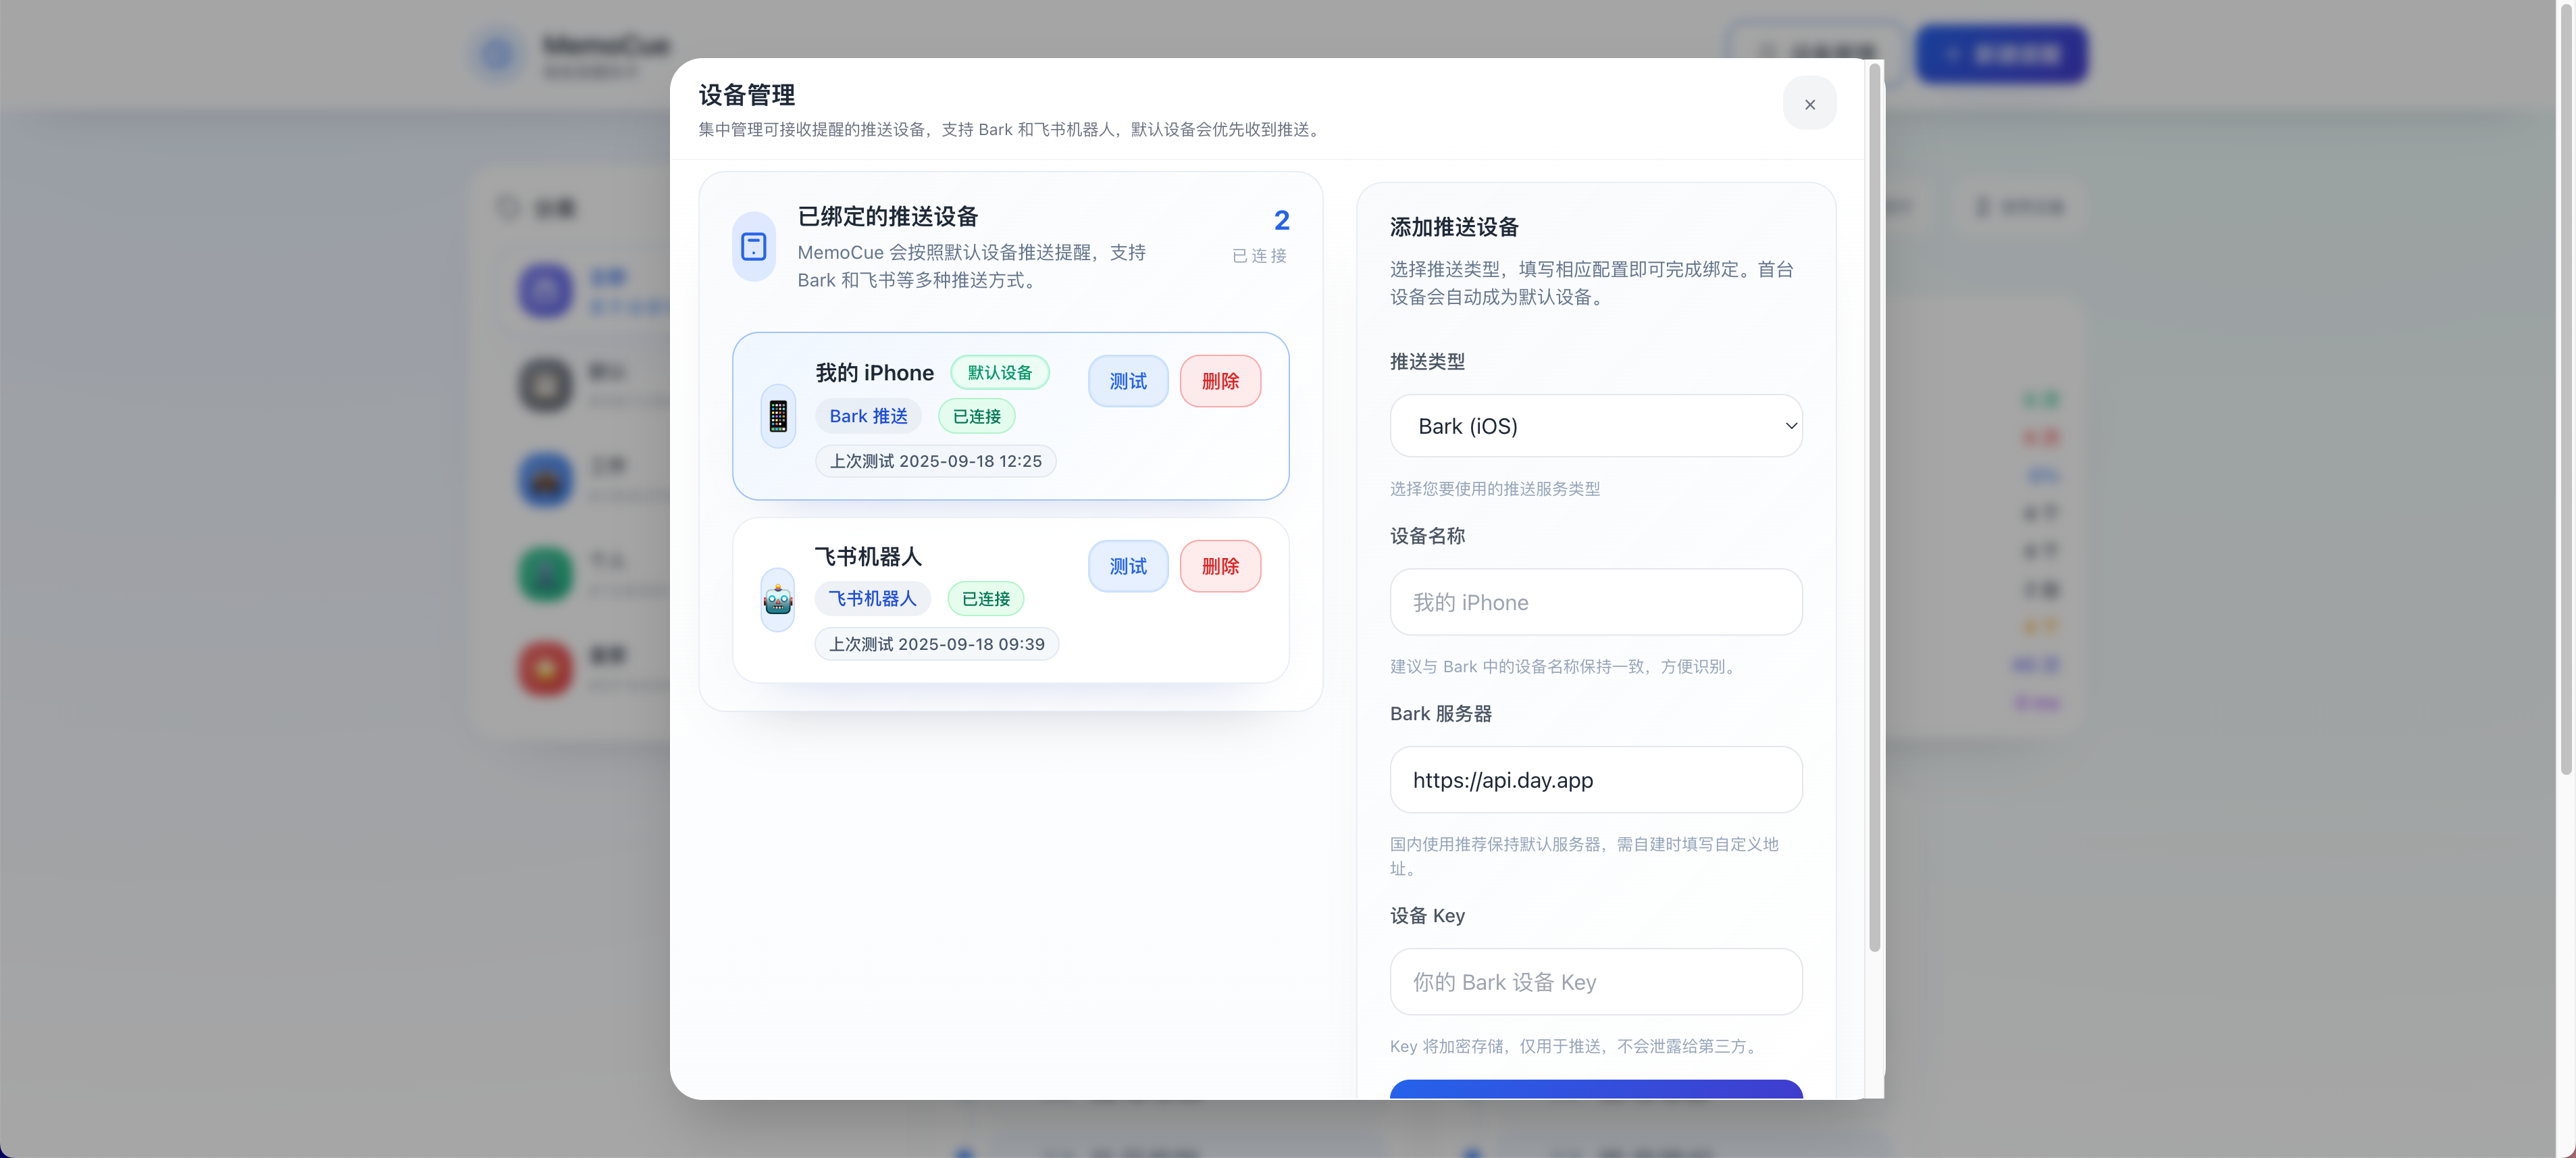 MemoCue
设备管理
集中管理可接收提醒的推送设备，支持 Bark 和飞书机器人，默认设备会优先收到推送。
×
已绑定的推送设备
MemoCue 会按照默认设备推送提醒，支持
Bark 和飞书等多种推送方式。
2
已连接
我的 iPhone 默认设备
Bark 推送 已连接
上次测试 2025-09-18 12:25
测试 删除
飞书机器人
飞书机器人 已连接
上次测试 2025-09-18 09:39
测试 删除
添加推送设备
选择推送类型，填写相应配置即可完成绑定。首台
设备会自动成为默认设备。
推送类型
Bark (iOS)
选择您要使用的推送服务类型
设备名称
我的 iPhone
建议与 Bark 中的设备名称保持一致，方便识别。
Bark 服务器
https://api.day.app
国内使用推荐保持默认服务器，需自建时填写自定义地
址。
设备 Key
你的 Bark 设备 Key
Key 将加密存储，仅用于推送，不会泄露给第三方。